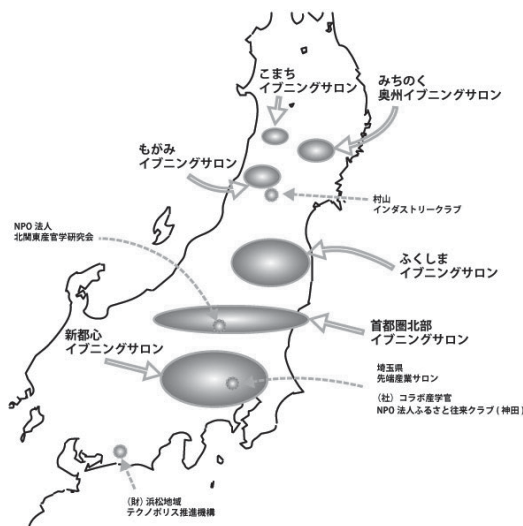 こまち
イブニングサロン
みちのく
奥州イブニングサロン
もがみ
イブニングサロン
村山
インダストリークラブ
NPO 法人
北関東産官学研究会
ふくしま
イブニングサロン
新都心
イブニングサロン
首都圏北部
イブニングサロン
埼玉県
先端産業サロン
（社）コラボ産学官
NPO 法人ふるさと往来クラブ ( 神田 )
（財）浜松地域
テクノポリス推進機構